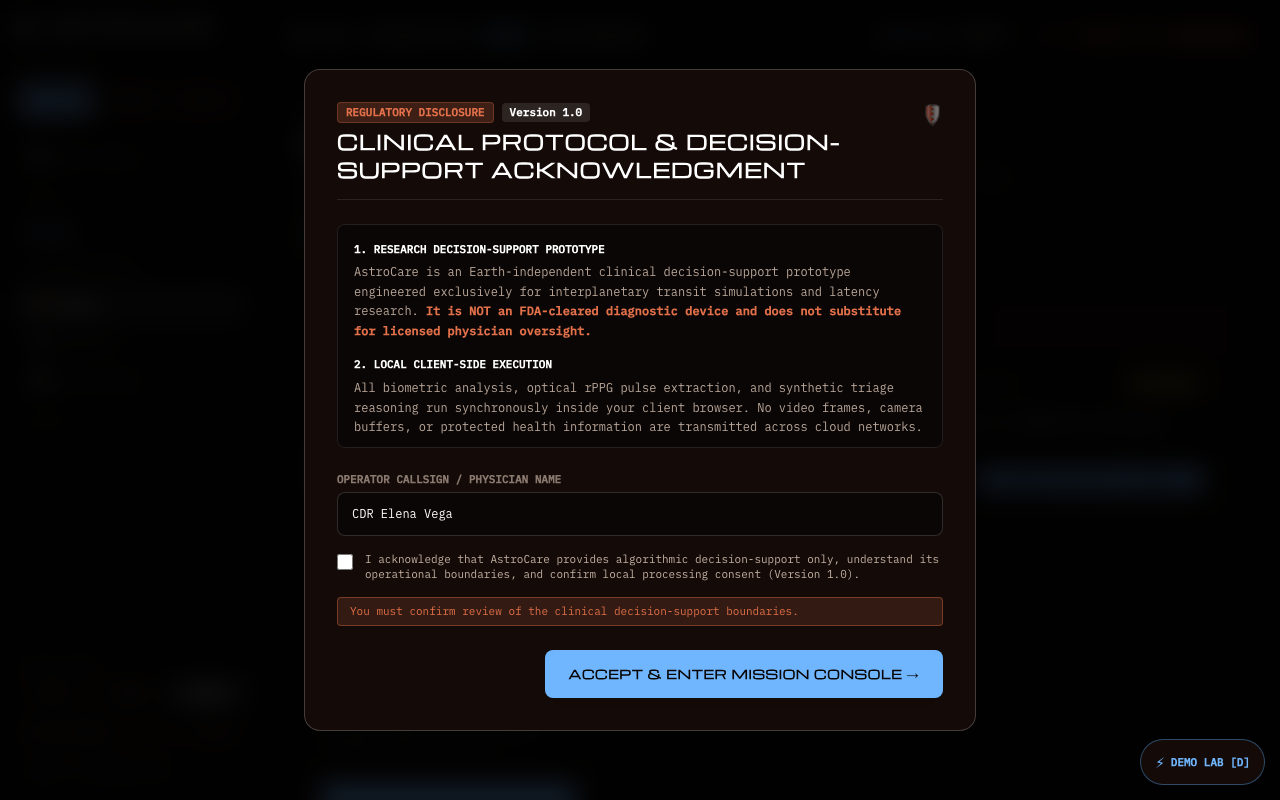 REGULATORY DISCLOSURE Version 1.0
CLINICAL PROTOCOL & DECISION-
SUPPORT ACKNOWLEDGMENT
1. RESEARCH DECISION-SUPPORT PROTOTYPE
AstroCare is an Earth-independent clinical decision-support prototype
engineered exclusively for interplanetary transit simulations and latency
research. It is NOT an FDA-cleared diagnostic device and does not substitute
for licensed physician oversight.
2. LOCAL CLIENT-SIDE EXECUTION
All biometric analysis, optical rPPG pulse extraction, and synthetic triage
reasoning run synchronously inside your client browser. No video frames, camera
buffers, or protected health information are transmitted across cloud networks.
OPERATOR CALLSIGN / PHYSICIAN NAME
CDR Elena Vega
I acknowledge that AstroCare provides algorithmic decision-support only, understand its
operational boundaries, and confirm local processing consent (Version 1.0).
You must confirm review of the clinical decision-support boundaries.
ACCEPT & ENTER MISSION CONSOLE →
⚡ DEMO LAB [D]